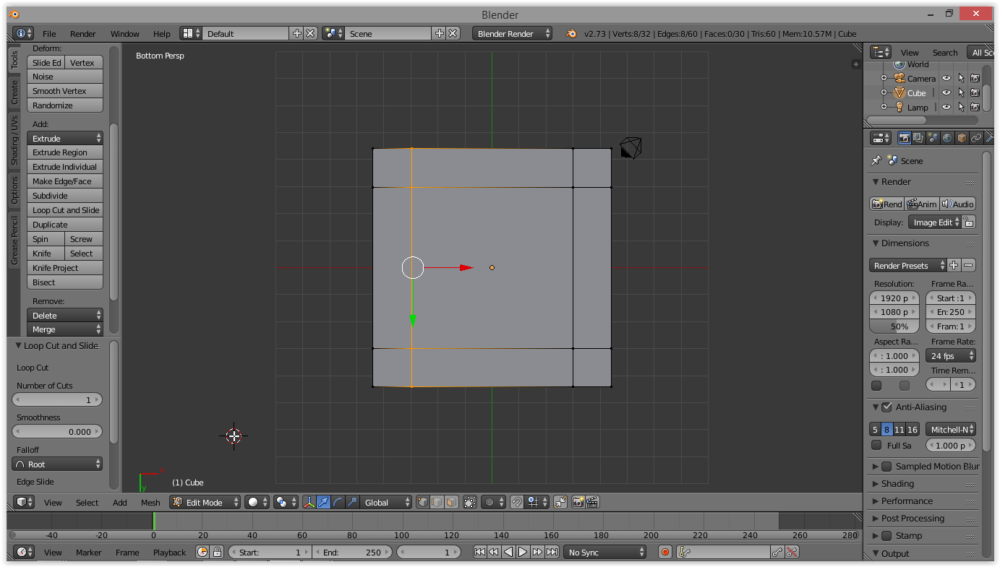 Blender
File Render Window Help Default Scene Blender Render v2.73 | Verts:8/32 | Edges:8/60 | Faces:0/30 | Tris:60 | Mem:10.57M | Cube
Tools
Create
Shading / UVs
Options
Grease Pencil
Deform:
Slide Ed Vertex
Noise
Smooth Vertex
Randomize
Add:
Extrude
Extrude Region
Extrude Individual
Make Edge/Face
Subdivide
Loop Cut and Slide
Duplicate
Spin Screw
Knife Select
Knife Project
Bisect
Remove:
Delete
Merge
Loop Cut and Slide
Loop Cut
Number of Cuts
1
Smoothness
0.000
Falloff
Root
Edge Slide
Bottom Persp
y
(1) Cube
View Search All Sc
World
Camera
Cube
Lamp
Scene
Render
Rend Anim Audio
Display: Image Edit
Dimensions
Render Presets
Resolution: Frame Ra...
1920 p Start :1
1080 p En: 250
50% Fram: 1
Aspect Ra... Frame Rate:
: 1.000 24 fps
: 1.000 Time Rem...
1
Anti-Aliasing
5 8 11 16 Mitchell-N
Full Sa 1.000 p
Sampled Motion Blur
Shading
Performance
Post Processing
Stamp
Output
View Select Add Mesh Edit Mode Global
-40 -20 0 20 40 60 80 100 120 140 160 180 200 220 240 260 280
View Marker Frame Playback Start: 1 End: 250 1 No Sync